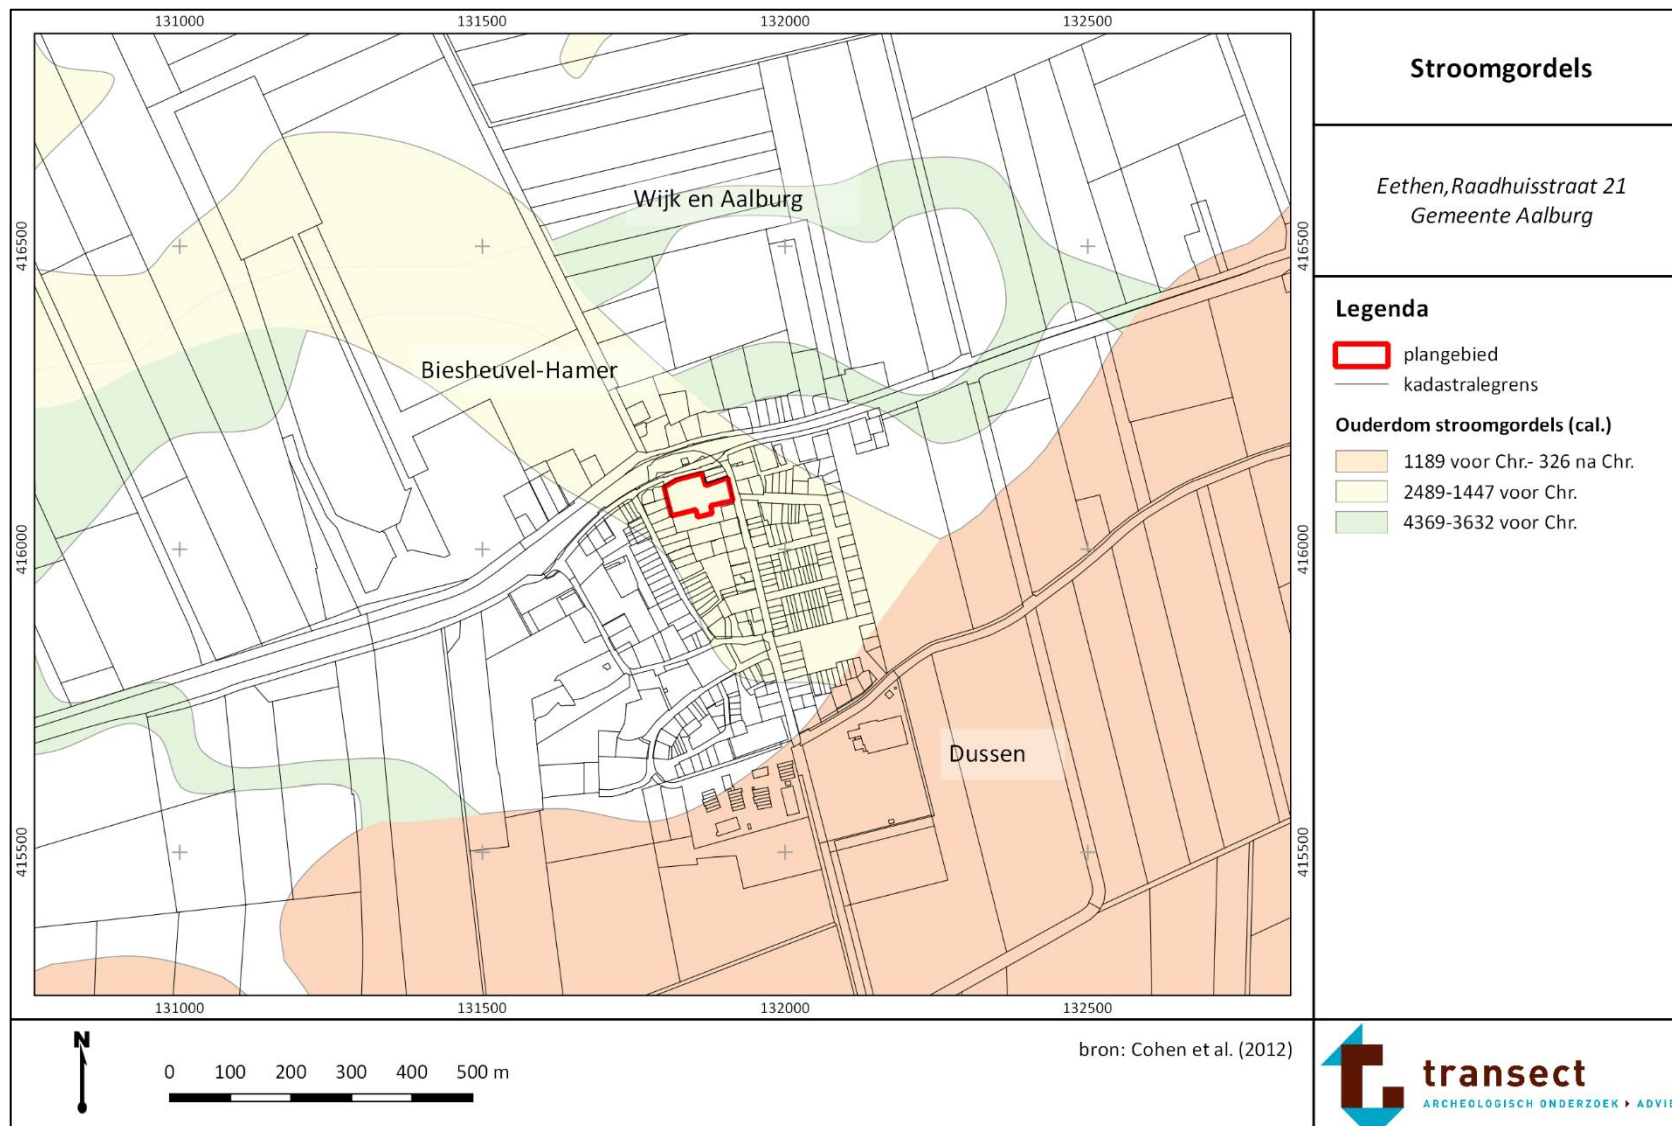 131000 131500 132000 132500
416500 416500
416000 416000
415500 415500
131000 131500 132000 132500
Wijk en Aalburg
Biesheuvel-Hamer
Dussen
N
0 100 200 300 400 500 m
bron: Cohen et al. (2012)
Stroomgordels
Eethen,Raadhuisstraat 21
Gemeente Aalburg
Legenda
plangebied
kadastralegrens
Ouderdom stroomgordels (cal.)
1189 voor Chr.- 326 na Chr.
2489-1447 voor Chr.
4369-3632 voor Chr.
transect
ARCHEOLOGISCH ONDERZOEK ADVIE